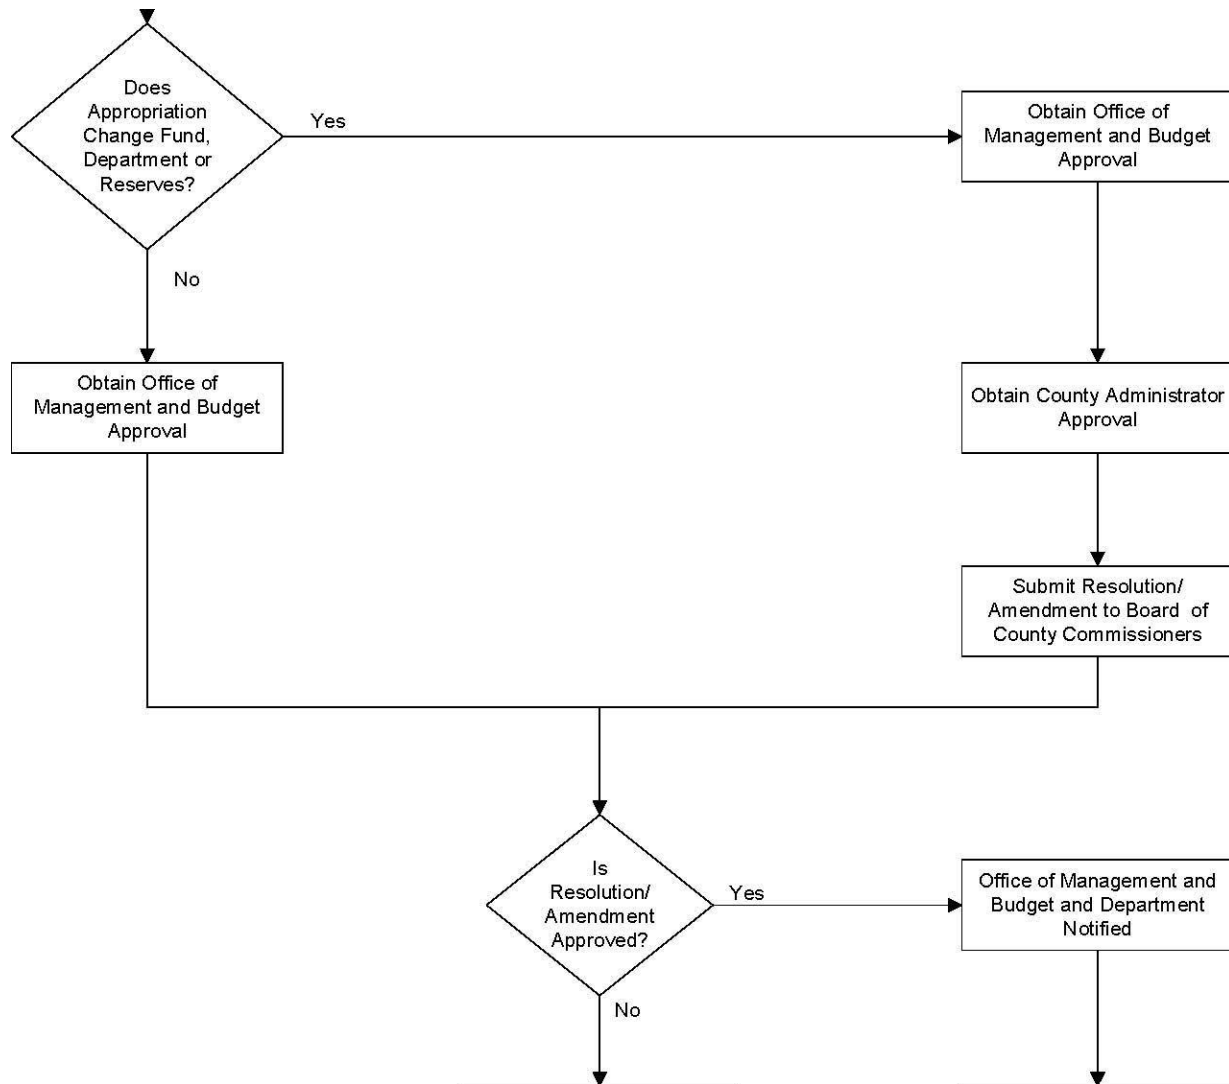 Does
Appropriation
Change Fund,
Department or
Reserves?
Yes
Obtain Office of
Management and Budget
Approval
No
Obtain Office of
Management and Budget
Approval
Obtain County Administrator
Approval
Submit Resolution/
Amendment to Board of
County Commissioners
Is
Resolution/
Amendment
Approved?
Yes
Office of Management and
Budget and Department
Notified
No